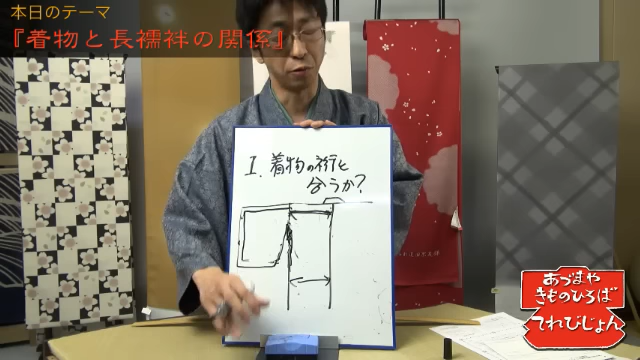 本日のテーマ
『着物と長襦袢の関係』
I. 着物の裄と
合うか?
あづまや
きものひろば
てれびじょん